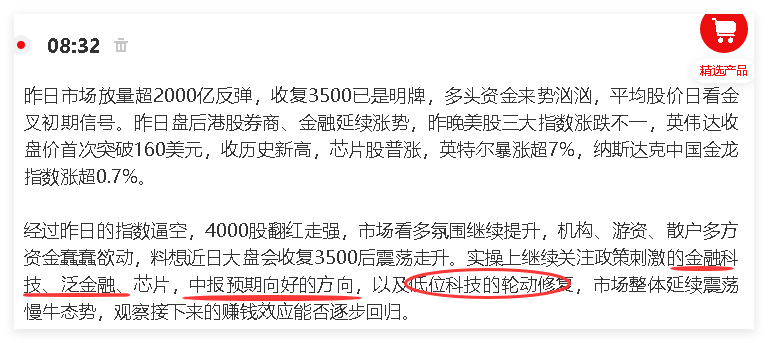 08:32
精选产品
昨日市场放量超2000亿反弹，收复3500已是明牌，多头资金来势汹汹，平均股价日看金
叉初期信号。昨日盘后港股券商、金融延续涨势，昨晚美股三大指数涨跌不一，英伟达收
盘价首次突破160美元，收历史新高，芯片股普涨，英特尔暴涨超7%，纳斯达克中国金龙
指数涨超0.7%。
经过昨日的指数逼空，4000股翻红走强，市场看多氛围继续提升，机构、游资、散户多方
资金蠢蠢欲动，料想近日大盘会收复3500后震荡走升。实操上继续关注政策刺激的金融科
技、泛金融、芯片，中报预期向好的方向，以及低位科技的轮动修复，市场整体延续震荡
慢牛态势，观察接下来的赚钱效应能否逐步回归。